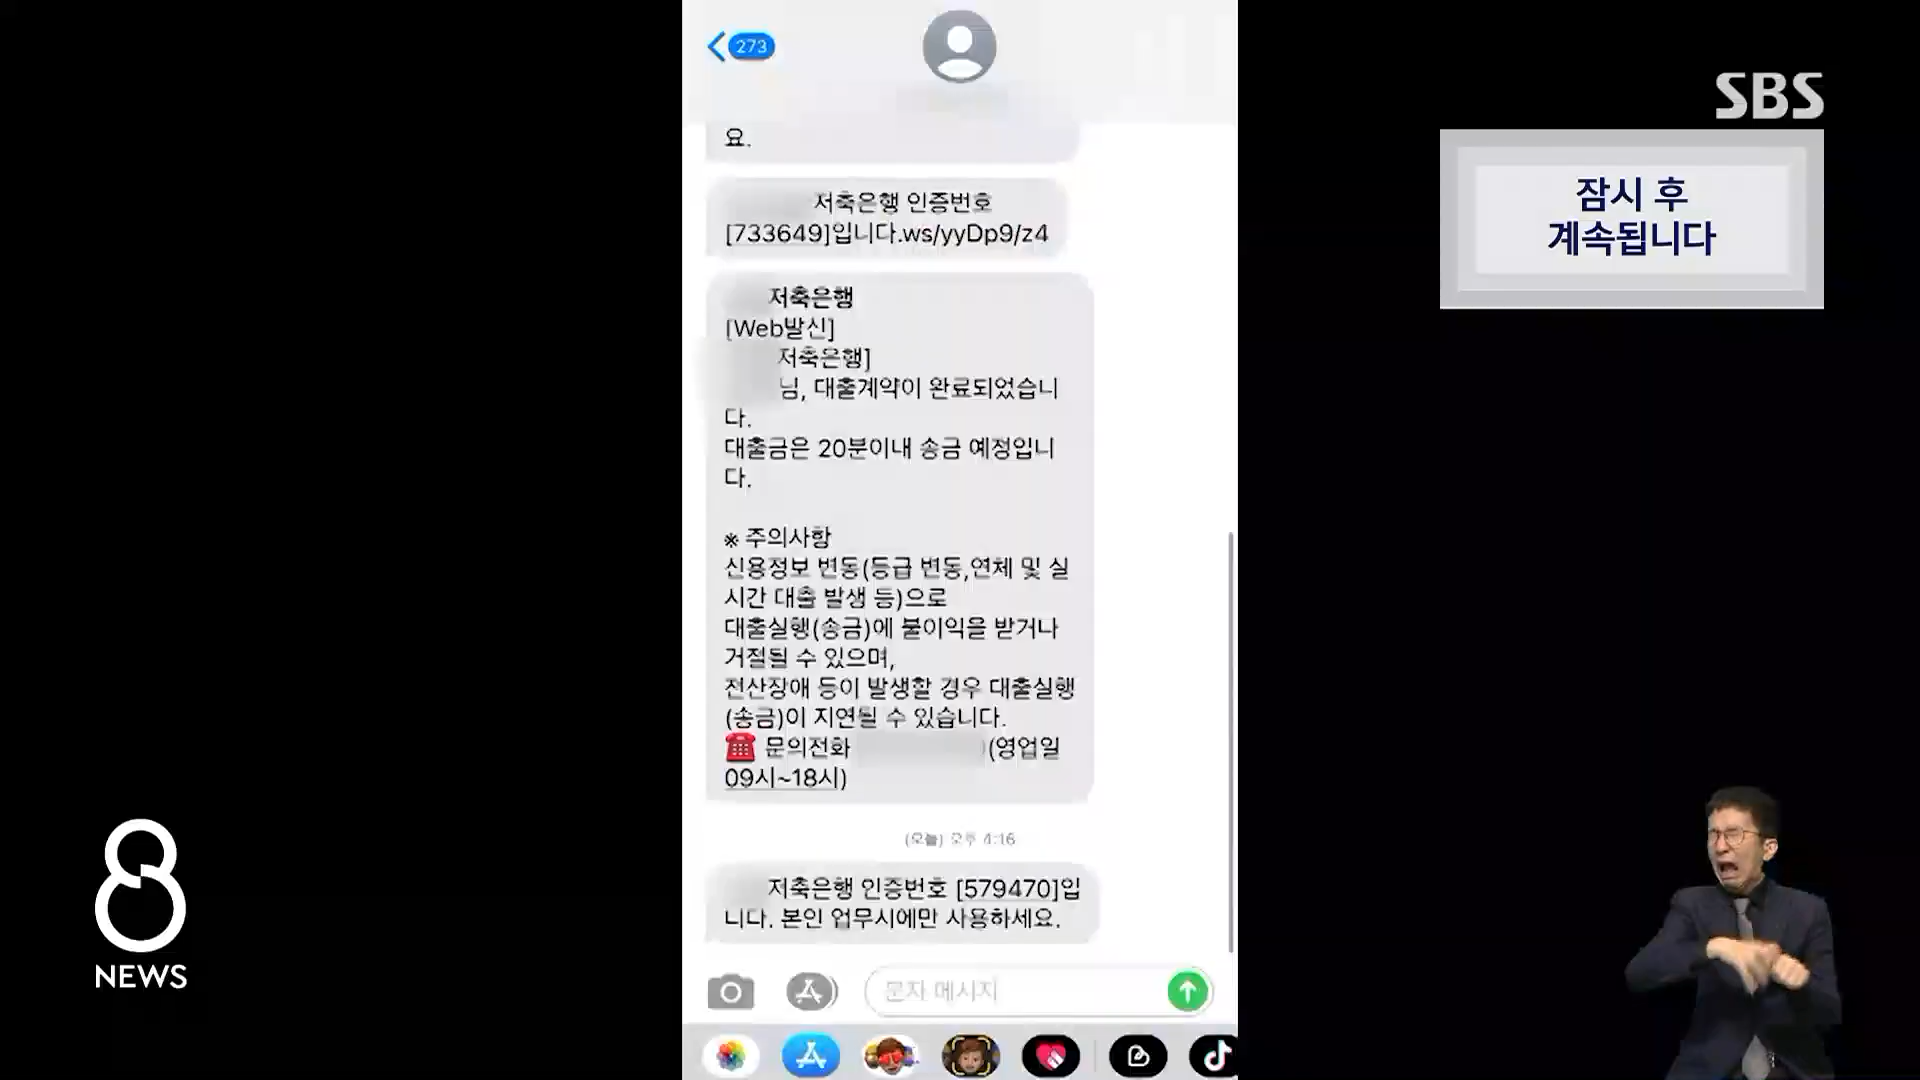 273
요.
저축은행 인증번호
[733649]입니다.ws/yyDp9/z4
저축은행
[Web발신]
저축은행]
님, 대출계약이 완료되었습니
다.
대출금은 20분이내 송금 예정입니
다.
※ 주의사항
신용정보 변동(등급 변동,연체 및 실
시간 대출 발생 등)으로
대출실행(송금)에 불이익을 받거나
거절될 수 있으며,
전산장애 등이 발생할 경우 대출실행
(송금)이 지연될 수 있습니다.
☎ 문의전화 )(영업일
09시~18시)
(오늘) 오후 4:16
저축은행 인증번호 [579470]입
니다. 본인 업무시에만 사용하세요.
문자 메시지
SBS
잠시 후
계속됩니다
8
NEWS